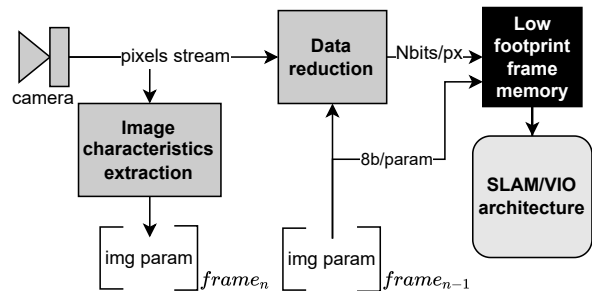 camera
pixels stream
Image
characteristics
extraction
img param
frame_n
Data
reduction
Nbits/px
8b/param
img param
frame_{n-1}
Low
footprint
frame
memory
SLAM/VIO
architecture